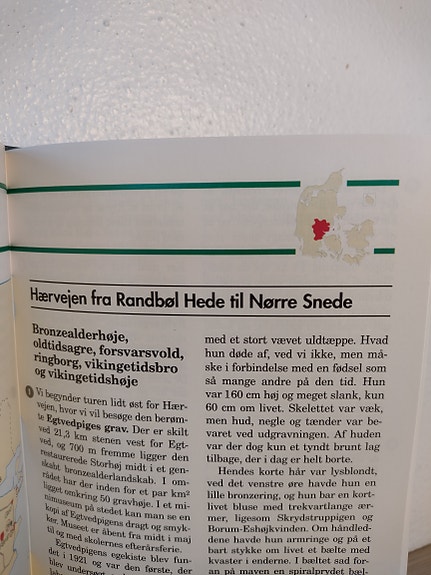 Hærvejen fra Randbøl Hede til Nørre Snede
Bronzealderhøje,
oldtidsagre, forsvarsvold,
ringborg, vikingetidsbro
og vikingetidshøje
1 Vi begynder turen lidt øst for Hær-
vejen, hvor vi vil besøge den berøm-
te Egtvedpiges grav. Der er skilt
ved 21,3 km stenen vest for Egt-
ved, og 700 m fremme ligger den
restaurerede Storhøj midt i et gen-
skabt bronzealderlandskab. I om-
rådet har der inden for et par km²
ligget omkring 50 gravhøje. I et mi-
nimuseum på stedet kan man se en
kopi af Egtvedpigens dragt og smyk-
ker. Museet er åbent fra midt i maj
til og med skolernes efterårsferie.
Egtvedpigens egekiste blev fun-
det i 1921 og var den første, der
blev undersøgt
med et stort vævet uldtæppe. Hvad
hun døde af, ved vi ikke, men må-
ske i forbindelse med en fødsel som
så mange andre på den tid. Hun
var 160 cm høj og meget slank, kun
60 cm om livet. Skelettet var væk,
men hud, negle og tænder var be-
varet ved udgravningen. Af huden
var der dog kun et tyndt brunt lag
tilbage, der i dag er helt borte.
Hendes korte hår var lysblondt,
ved det venstre øre havde hun en
lille bronzering, og hun bar en kort-
livet bluse med trekvartlange ær-
mer, ligesom Skrydstruppigen og
Borum-Eshøjkvinden. Om håndled-
dene havde hun armringe og på et
bart stykke om livet et bælte med
kvaster i enderne. I bæltet sad for-
an på maven en spiralprydet bæl-